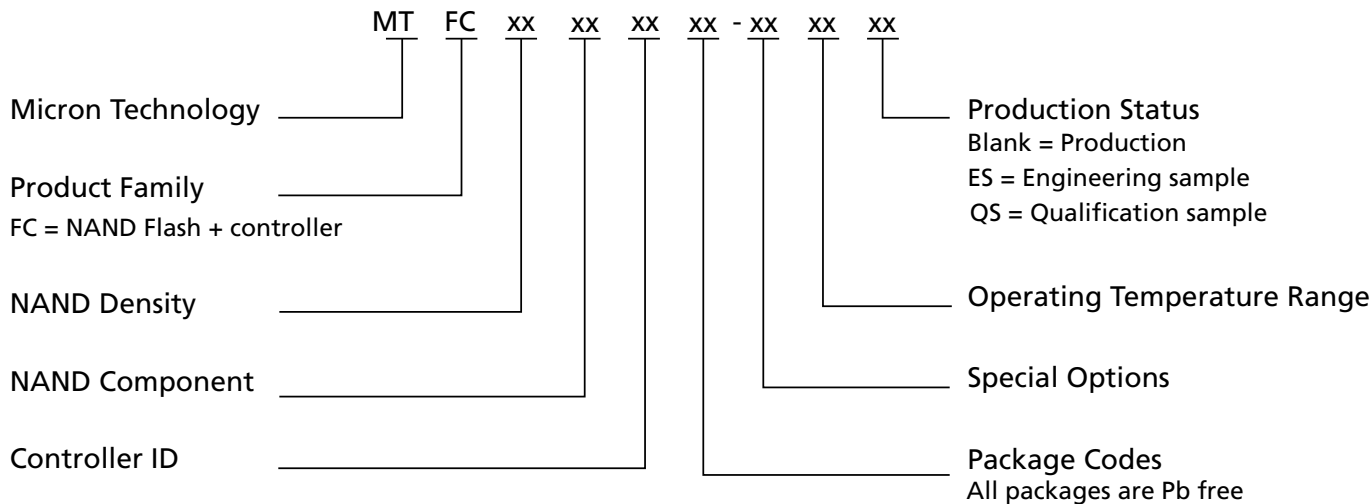 MT FC xx xx xx xx - xx xx xx
Micron Technology
Product Family
FC = NAND Flash + controller
NAND Density
NAND Component
Controller ID
Production Status
Blank = Production
ES = Engineering sample
QS = Qualification sample
Operating Temperature Range
Special Options
Package Codes
All packages are Pb free